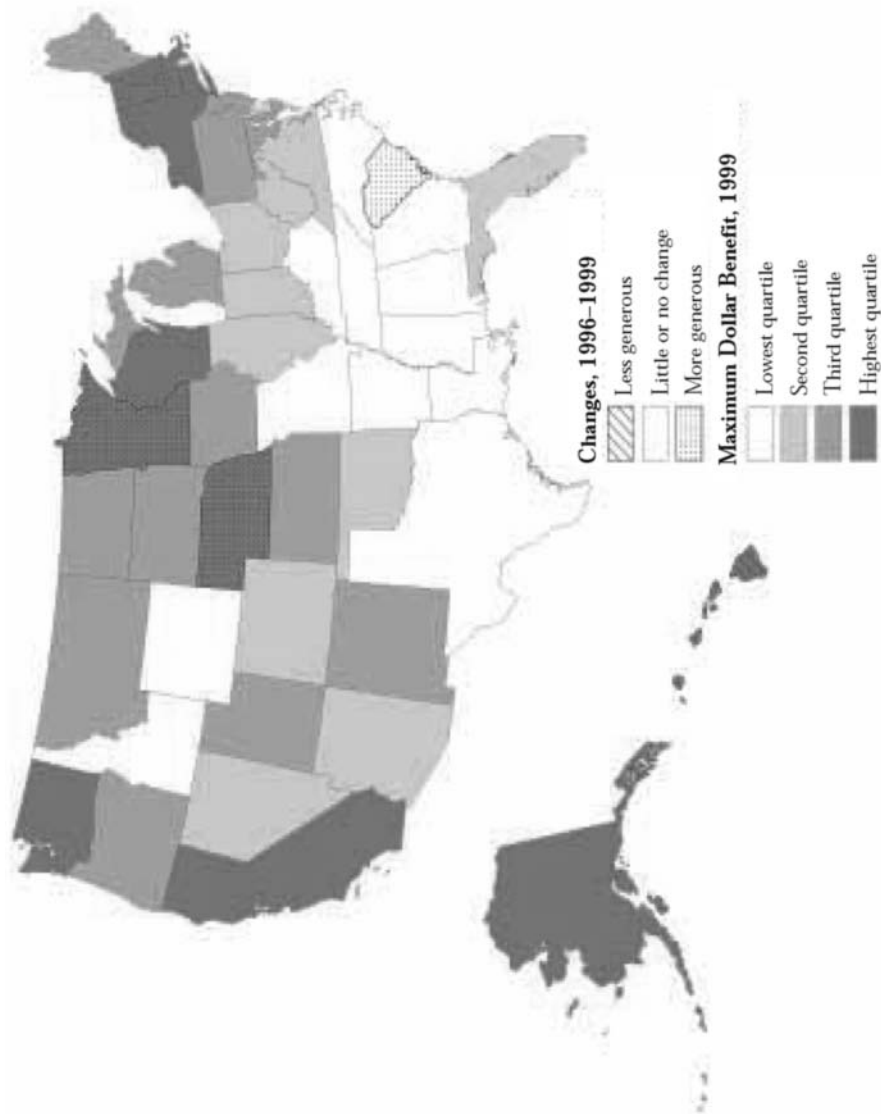 Changes, 1996–1999
Less generous
Little or no change
More generous
Maximum Dollar Benefit, 1999
Lowest quartile
Second quartile
Third quartile
Highest quartile